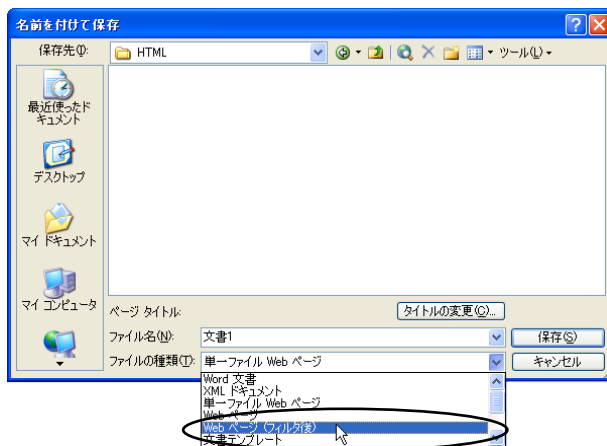 名前を付けて保存
保存先(I):
HTML
ツール(L)
最近使ったド
キュメント
デスクトップ
マイ ドキュメント
マイ コンピュータ
ページ タイトル:
タイトルの変更(C)...
ファイル名(N):
文書1
保存(S)
ファイルの種類(T):
単一ファイル Web ページ
キャンセル
Word 文書
XML ドキュメント
単一ファイル Web ページ
Web ページ
Web ページ (フィルタ後)
文書テンプレート